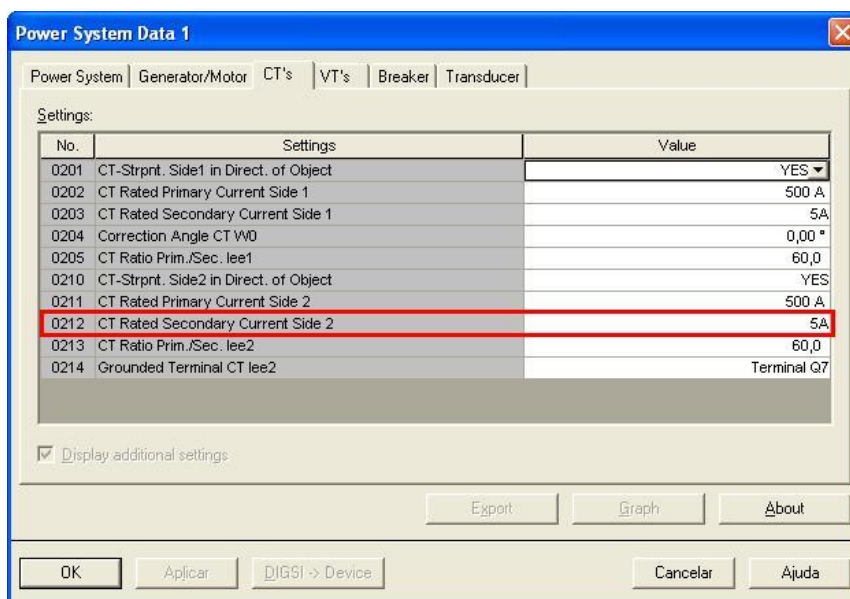 Power System Data 1
Power System Generator/Motor CT's VT's Breaker Transducer
Settings:
No. Settings Value
0201 CT-Strpnt. Side1 in Direct. of Object YES
0202 CT Rated Primary Current Side 1 500 A
0203 CT Rated Secondary Current Side 1 5A
0204 Correction Angle CT W0 0,00 °
0205 CT Ratio Prim./Sec. Iee1 60,0
0210 CT-Strpnt. Side2 in Direct. of Object YES
0211 CT Rated Primary Current Side 2 500 A
0212 CT Rated Secondary Current Side 2 5A
0213 CT Ratio Prim./Sec. Iee2 60,0
0214 Grounded Terminal CT Iee2 Terminal Q7
Display additional settings
Export Graph About
OK Aplicar DIGSI -> Device Cancelar Ajuda